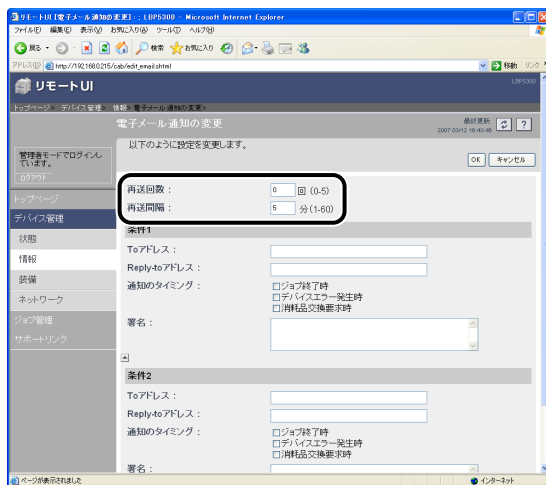 リモートUI [電子メール通知の変更] : : LBP5300 - Microsoft Internet Explorer
ファイル(F) 編集(E) 表示(V) お気に入り(A) ツール(T) ヘルプ(H)
戻る 検索 お気に入り
アドレス(D) http://192.168.0.215/cab/edit_email.shtml 移動 リンク
リモートUI LBP5300
トップページ> デバイス管理> 情報> 電子メール通知の変更>
電子メール通知の変更 最終更新
2007 03/12 16:40:46
管理者モードでログインしています。
ログアウト
以下のように設定を変更します。
OK キャンセル
トップページ
デバイス管理
状態
情報
装備
ネットワーク
ジョブ管理
サポートリンク
再送回数： 0 回 (0-5)
再送間隔： 5 分(1-60)
条件1
Toアドレス：
Reply-toアドレス：
通知のタイミング： □ジョブ終了時
□デバイスエラー発生時
□消耗品交換要求時
署名：
条件2
Toアドレス：
Reply-toアドレス：
通知のタイミング： □ジョブ終了時
□デバイスエラー発生時
□消耗品交換要求時
署名：
ページが表示されました インターネット